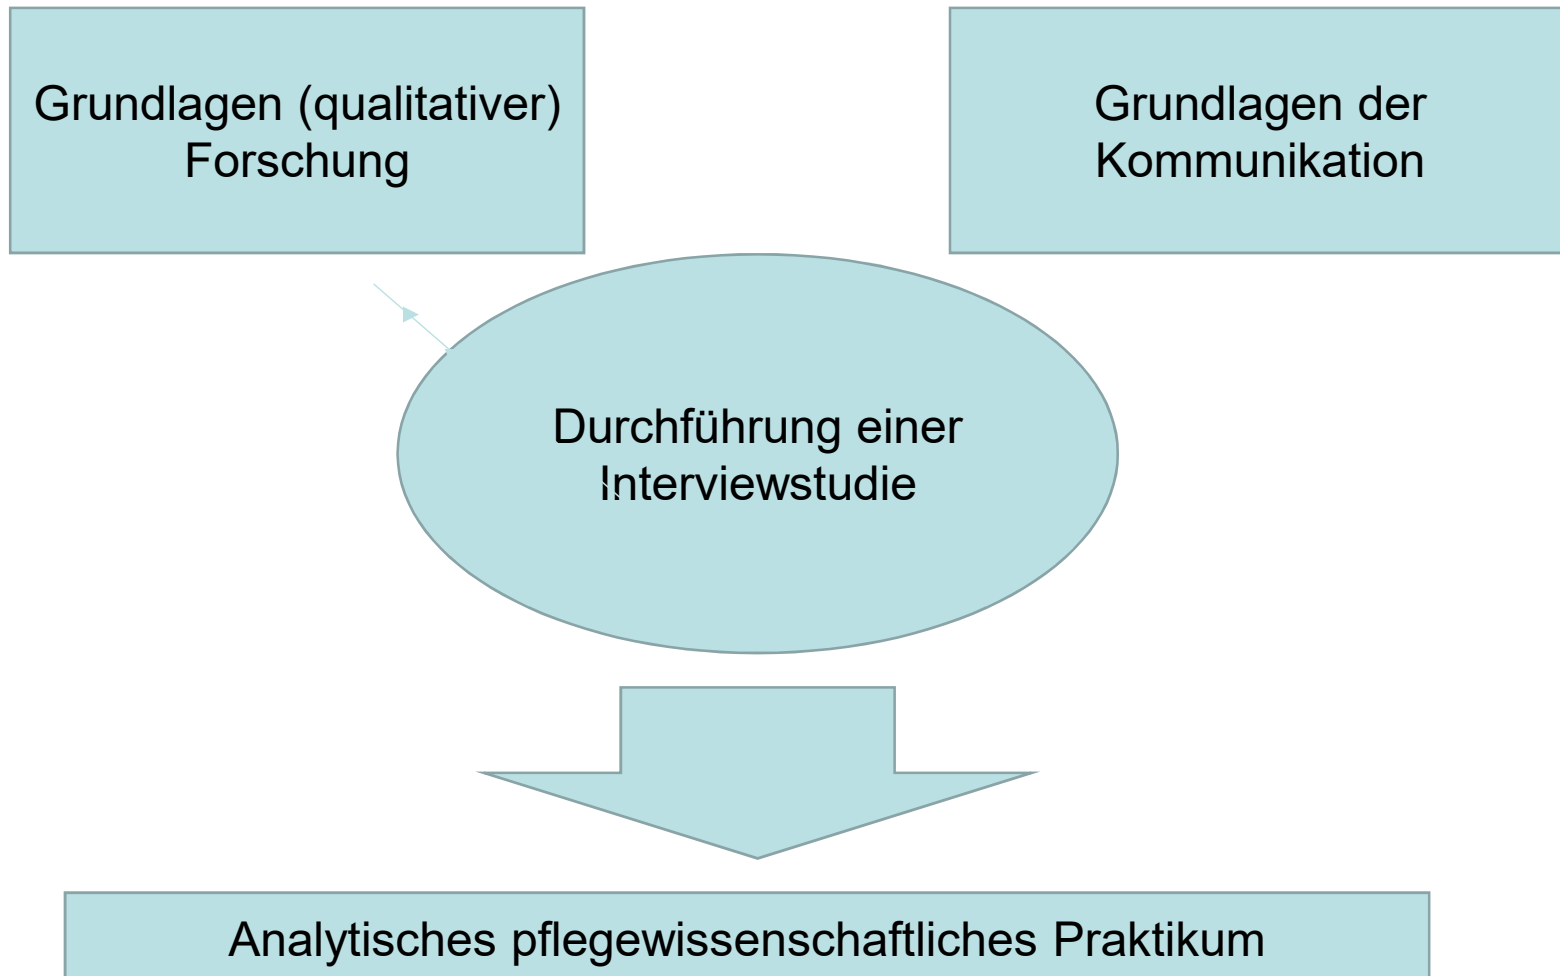 Grundlagen (qualitativer)
Forschung
Grundlagen der
Kommunikation
Durchführung einer
Interviewstudie
Analytisches pflegewissenschaftliches Praktikum